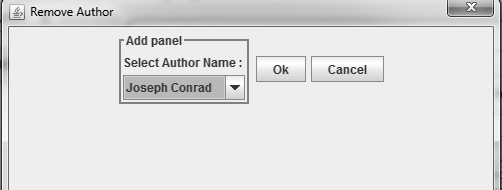 Remove Author
Add panel
Select Author Name :
Joseph Conrad
Ok
Cancel